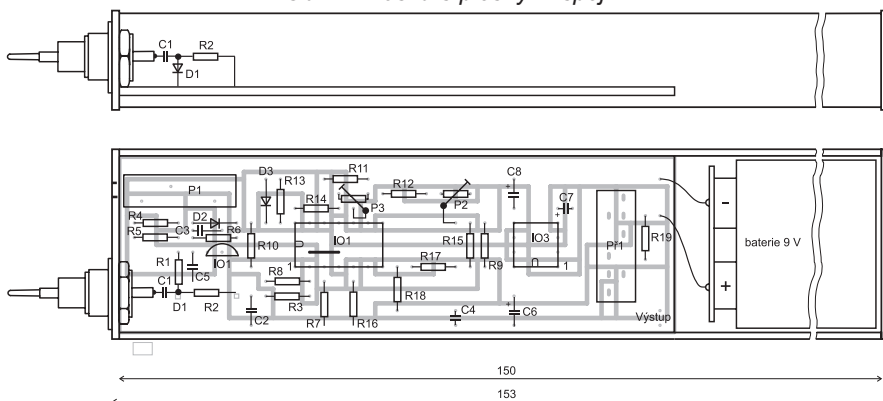 C1
R2
D1
P1
D3
R13
R11
R14
R12
P3
P2
C8
C7
R4
R5
D2
C3
R6
R10
IO1
R15
R9
IO3
R19
Př1
R1
C5
IO1
1
R17
1
C1
R2
D1
R8
R3
C2
R7
R16
R18
C4
C6
Výstup
-
+
baterie 9 V
150
153